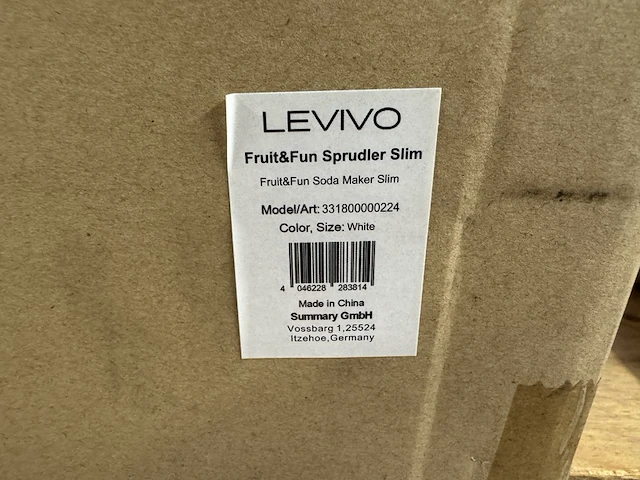 LEVIVO
Fruit&Fun Sprudler Slim
Fruit&Fun Soda Maker Slim
Model/Art: 331800000224
Color, Size: White
4 046228 283814
Made in China
Summary GmbH
Vossbarg 1,25524
Itzehoe,Germany